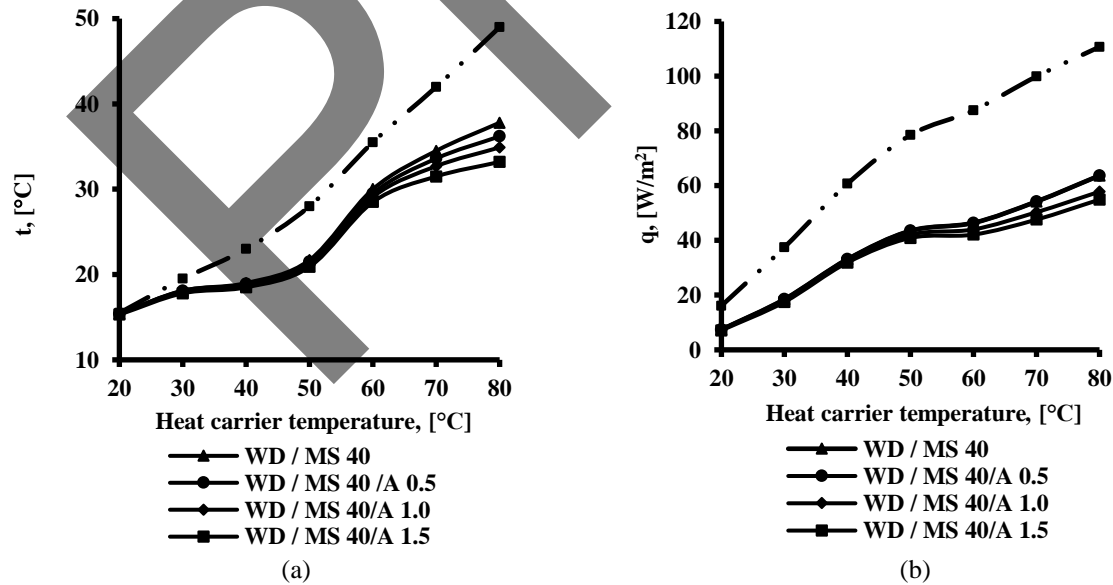 50
40
30
20
10
t, [°C]
20 30 40 50 60 70 80
Heat carrier temperature, [°C]
WD / MS 40
WD / MS 40 /A 0.5
WD / MS 40/A 1.0
WD / MS 40/A 1.5
(a)
120
100
80
60
40
20
0
q, [W/m²]
20 30 40 50 60 70 80
Heat carrier temperature, [°C]
WD / MS 40
WD / MS 40/A 0.5
WD / MS 40/A 1.0
WD / MS 40/A 1.5
(b)